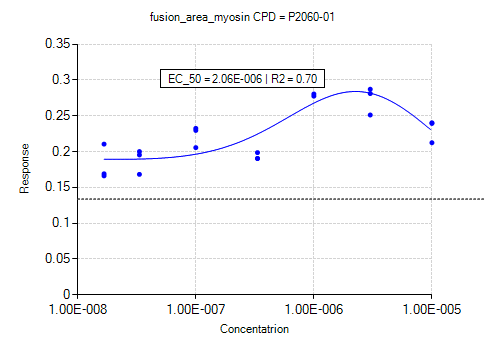 fusion_area_myosin CPD = P2060-01
0.35
0.3
EC_50 =2.06E-006 | R2 = 0.70
0.25
0.2
Response
0.15
0.1
0.05
0
1.00E-008 1.00E-007 1.00E-006 1.00E-005
Concentatrion